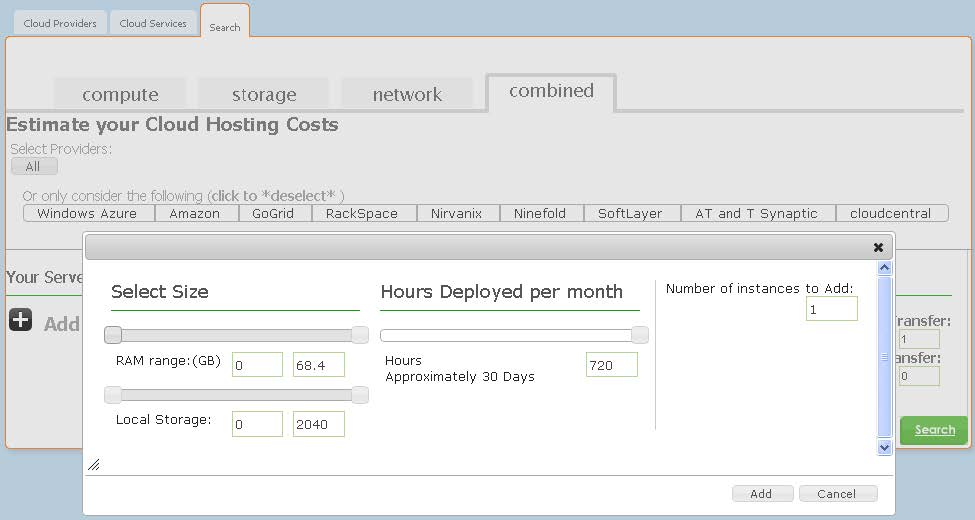 Cloud Providers
Cloud Services
Search
compute
storage
network
combined
Estimate your Cloud Hosting Costs
Select Providers:
All
Or only consider the following (click to *deselect* )
Windows Azure
Amazon
GoGrid
RackSpace
Nirvanix
Ninefold
SoftLayer
AT and T Synaptic
cloudcentral
Your Serve
Add
ransfer:
1
ansfer:
0
Search
Select Size
RAM range:(GB)
0
68.4
Local Storage:
0
2040
Hours Deployed per month
Hours
Approximately 30 Days
720
Number of instances to Add:
1
Add
Cancel